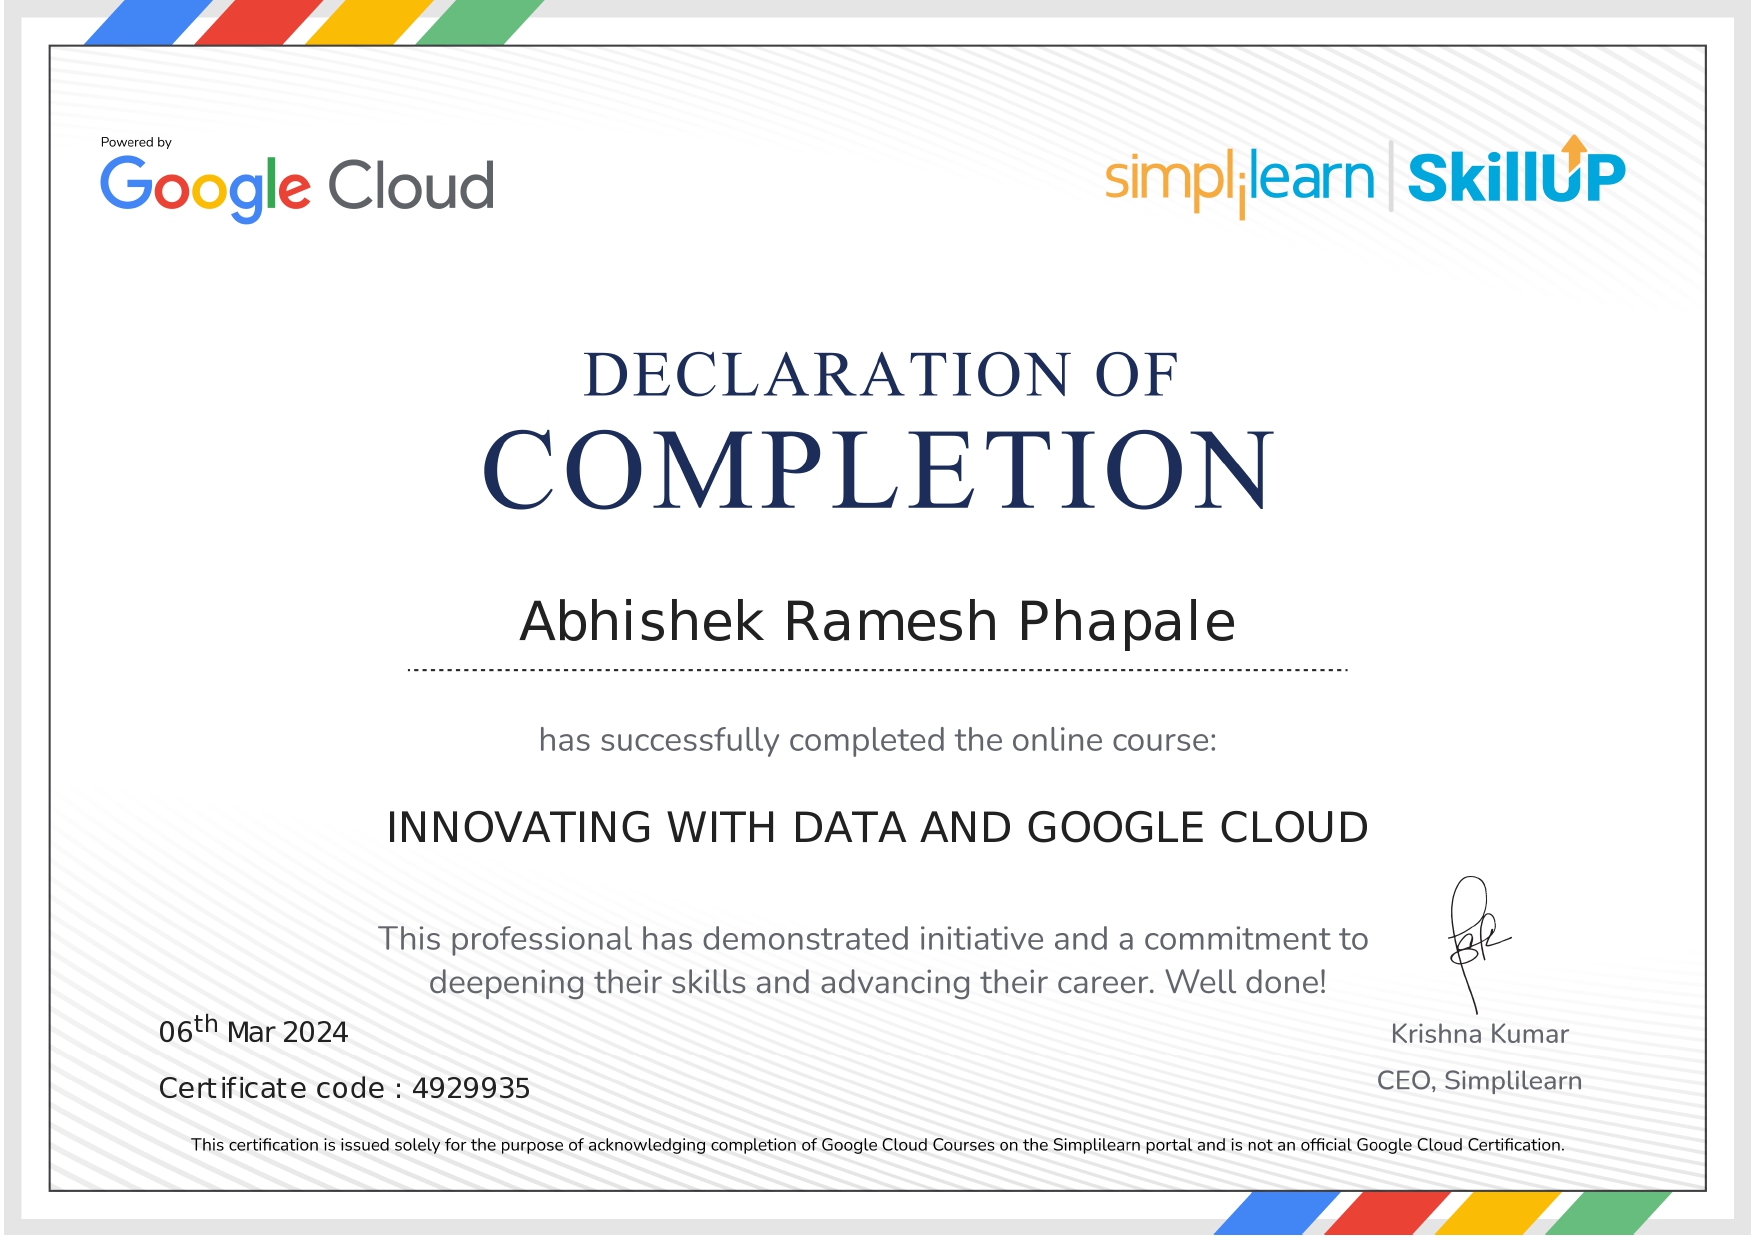 Powered by
Google Cloud
simplilearn | SkillUP
DECLARATION OF
COMPLETION
Abhishek Ramesh Phapale
has successfully completed the online course:
INNOVATING WITH DATA AND GOOGLE CLOUD
This professional has demonstrated initiative and a commitment to
deepening their skills and advancing their career. Well done!
06th Mar 2024
Certificate code : 4929935
Krishna Kumar
CEO, Simplilearn
This certification is issued solely for the purpose of acknowledging completion of Google Cloud Courses on the Simplilearn portal and is not an official Google Cloud Certification.